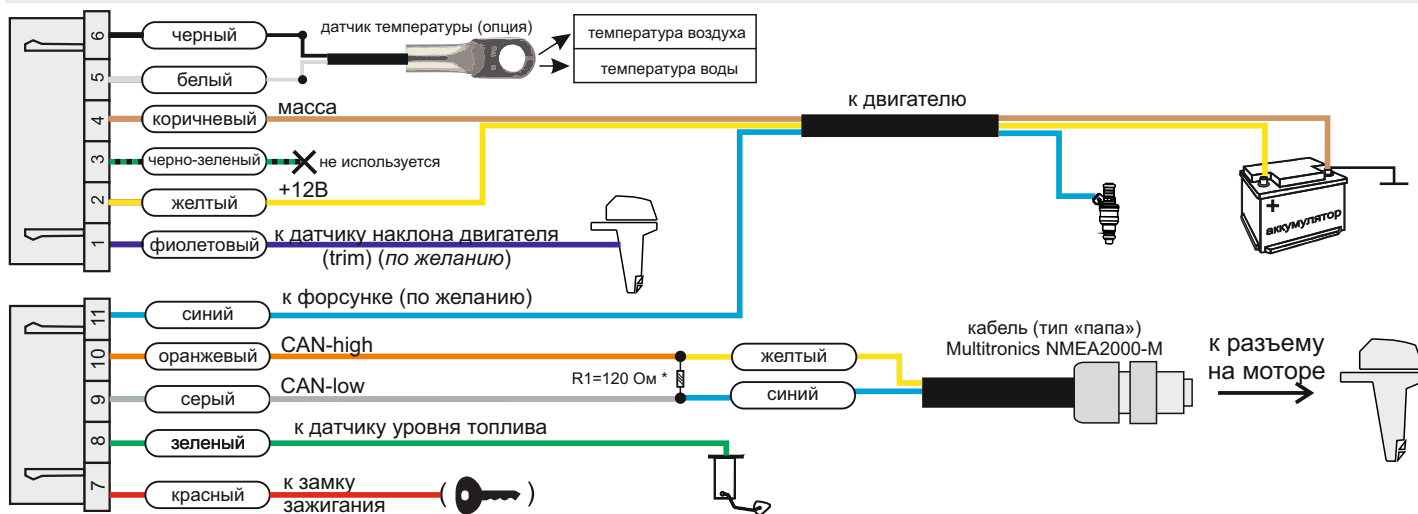 6
черный
датчик температуры (опция)
температура воздуха
5
белый
температура воды
4
коричневый
масса
к двигателю
3
черно-зеленый
не используется
2
желтый
+12В
+
аккумулятор
1
фиолетовый
к датчику наклона двигателя
(trim) (по желанию)
11
синий
к форсунке (по желанию)
10
оранжевый
CAN-high
желтый
кабель (тип «папа»)
Multitronics NMEA2000-M
к разъему
на моторе
R1=120 Ом *
9
серый
CAN-low
синий
8
зеленый
к датчику уровня топлива
7
красный
к замку
зажигания
( )